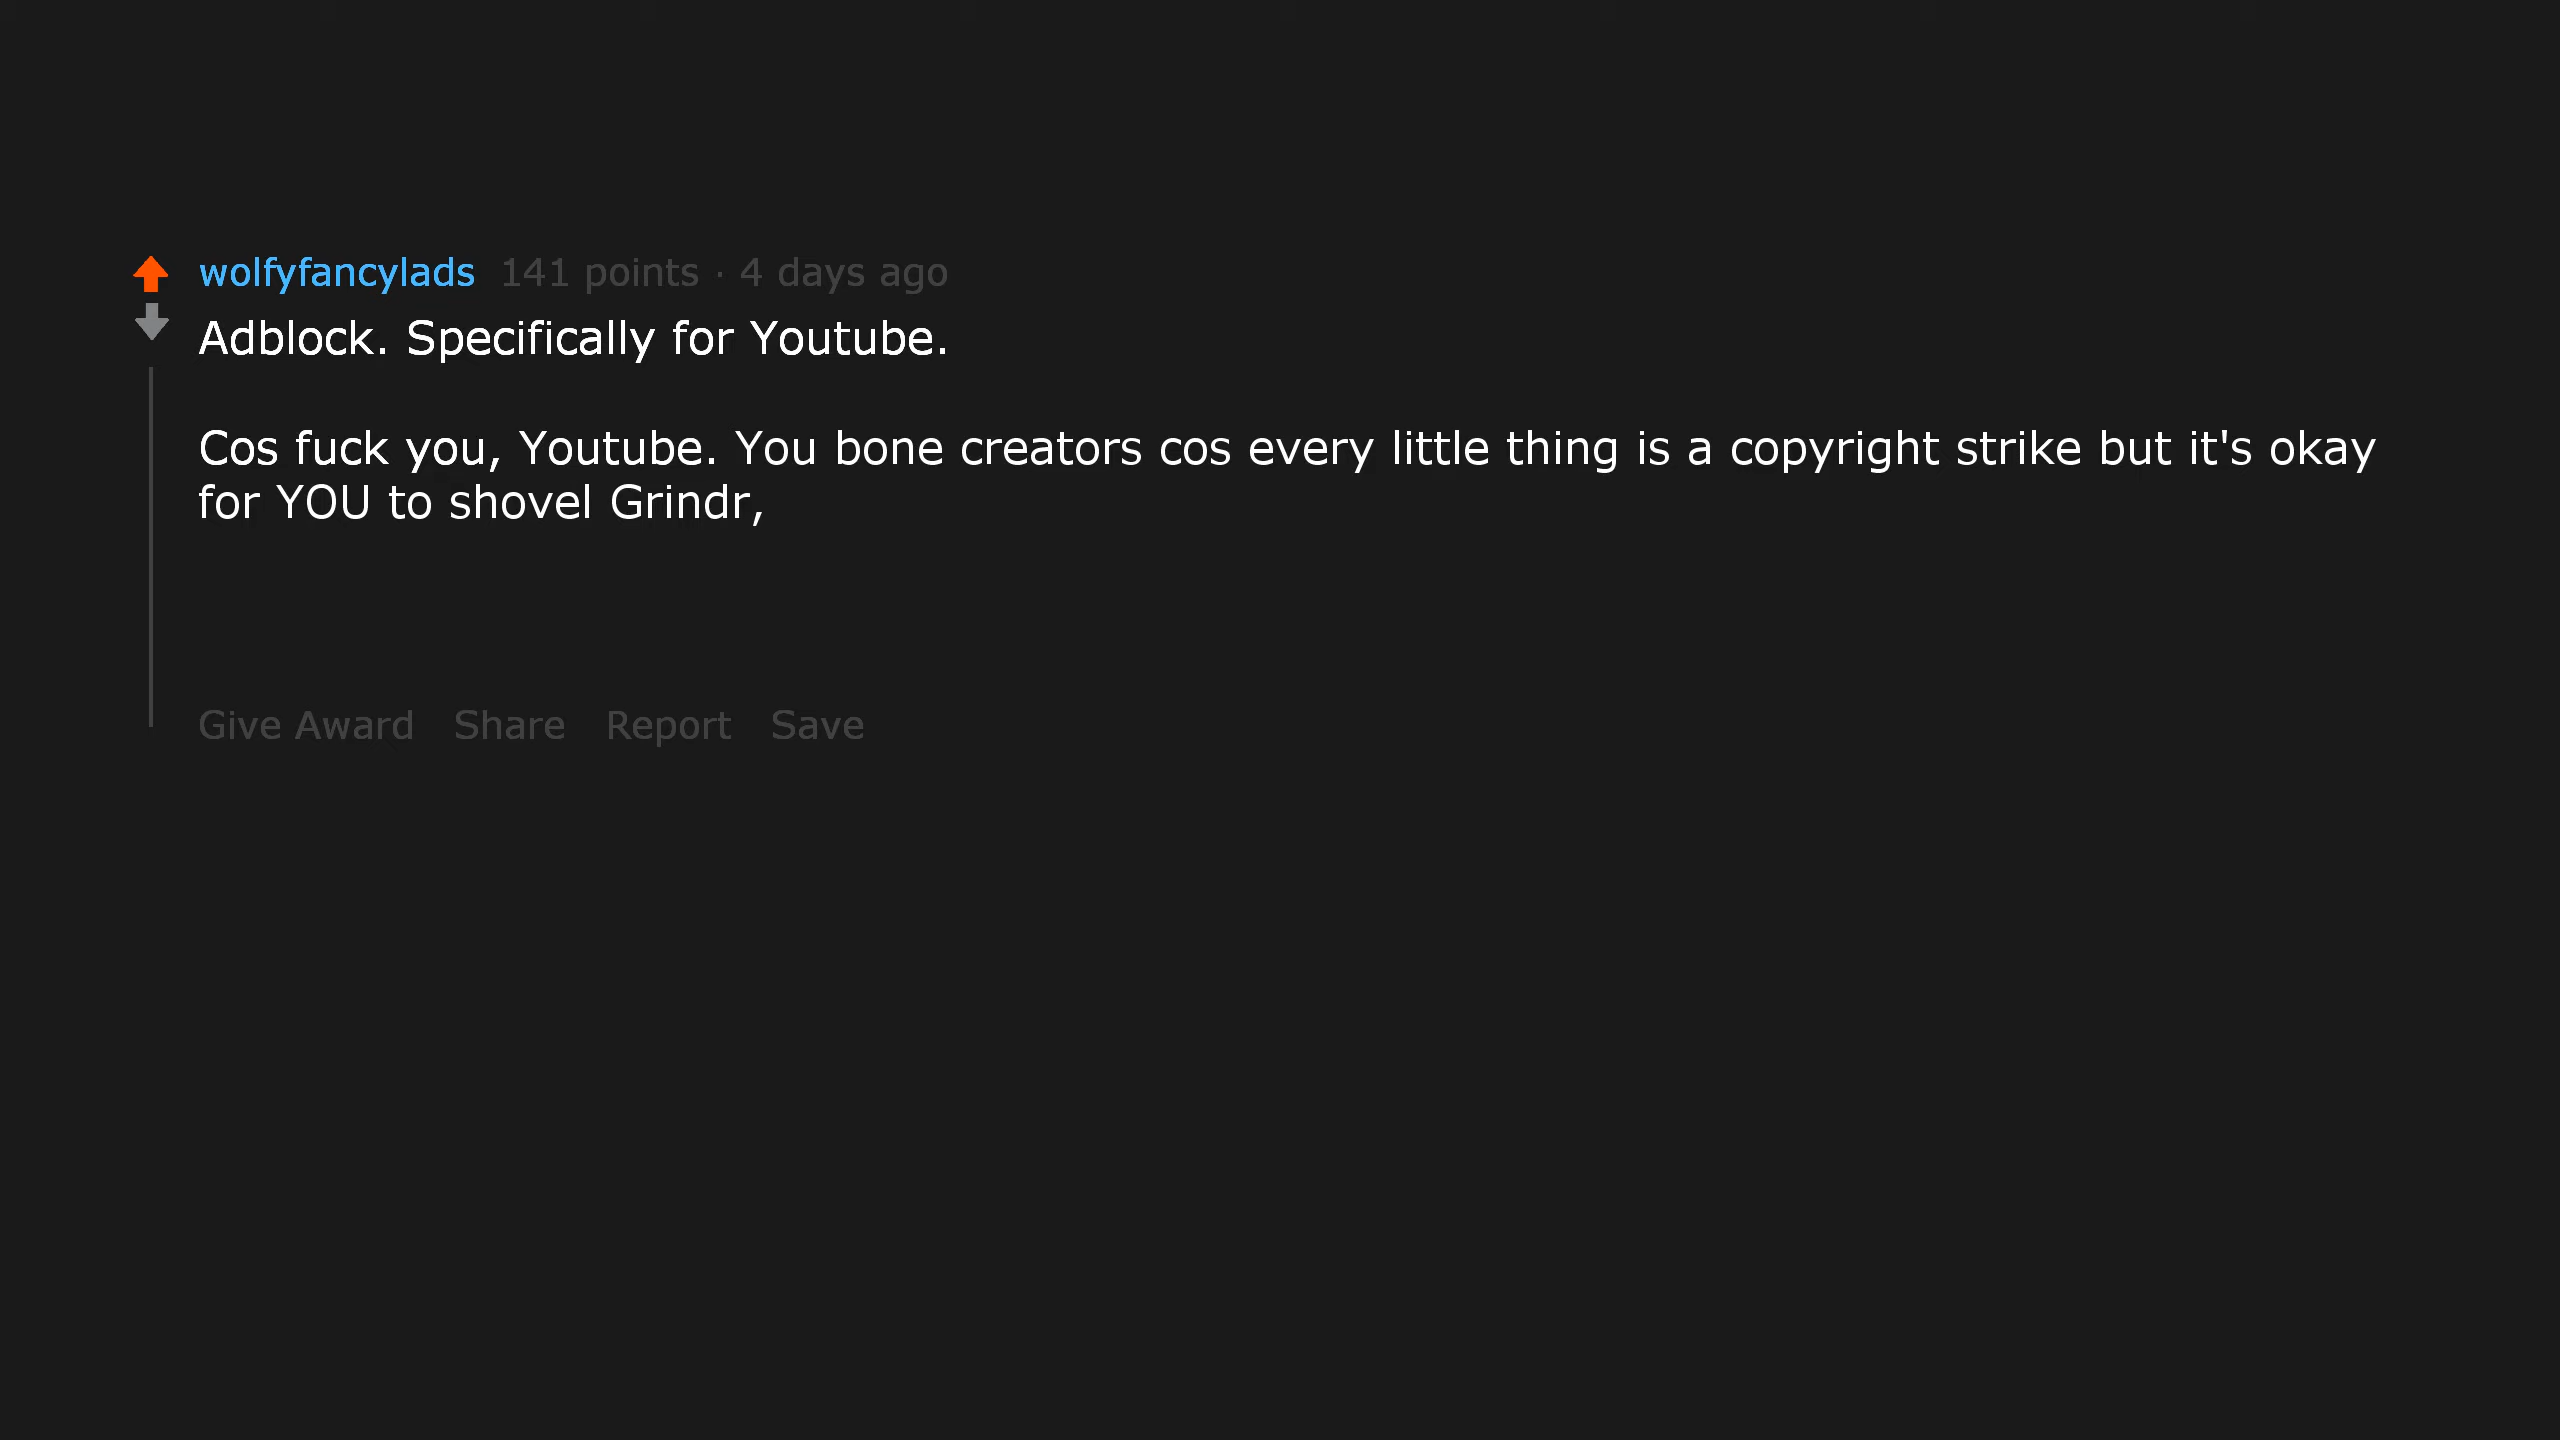 wolfyfancylads 141 points · 4 days ago
Adblock. Specifically for Youtube.
Cos fuck you, Youtube. You bone creators cos every little thing is a copyright strike but it's okay
for YOU to shovel Grindr,
Give Award Share Report Save